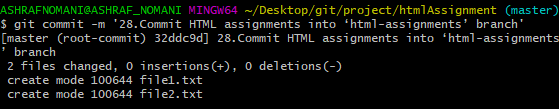 ASHRAFNOMANI@ASHRAF_NOMANI MINGW64 ~/Desktop/git/project/htmlAssignment (master)
$ git commit -m '28.Commit HTML assignments into ‘html-assignments’ branch'
[master (root-commit) 32ddc9d] 28.Commit HTML assignments into ‘html-assignments
’ branch
 2 files changed, 0 insertions(+), 0 deletions(-)
 create mode 100644 file1.txt
 create mode 100644 file2.txt